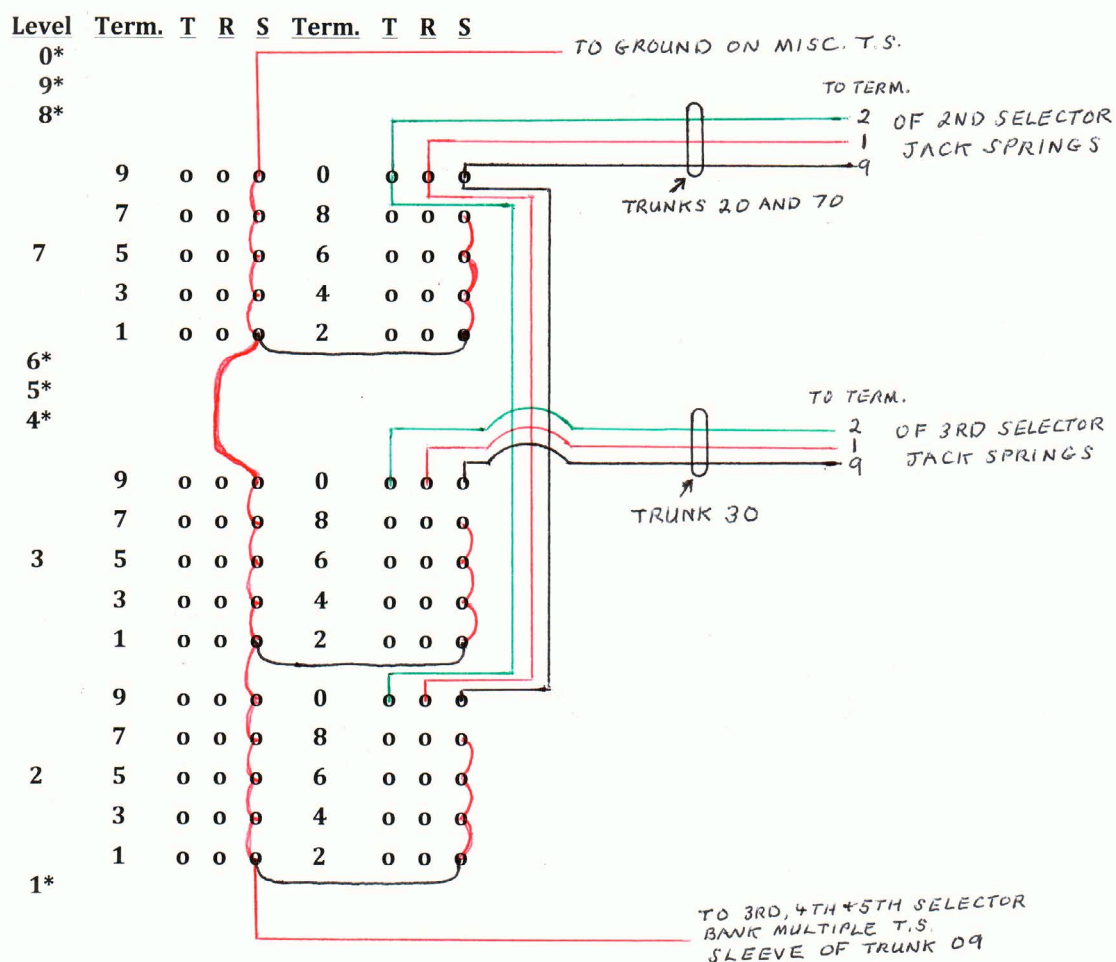 Level Term. T R S Term. T R S
0*
TO GROUND ON MISC. T.S.
9*
TO TERM.
8*
2 OF 2ND SELECTOR
1 JACK SPRINGS
9
9 o o o 0 o o o
TRUNKS 20 AND 70
7 o o o 8 o o o
7 5 o o o 6 o o o
3 o o o 4 o o o
1 o o o 2 o o o
6*
5*
TO TERM.
4*
2 OF 3RD SELECTOR
1 JACK SPRINGS
9
9 o o o 0 o o o
TRUNK 30
7 o o o 8 o o o
3 5 o o o 6 o o o
3 o o o 4 o o o
1 o o o 2 o o o
9 o o o 0 o o o
7 o o o 8 o o o
2 5 o o o 6 o o o
3 o o o 4 o o o
1 o o o 2 o o o
1*
TO 3RD, 4TH + 5TH SELECTOR
BANK MULTIPLE T.S.
SLEEVE OF TRUNK 09